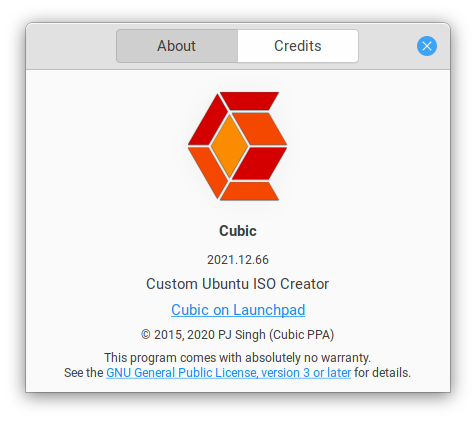 About Credits
Cubic
2021.12.66
Custom Ubuntu ISO Creator
Cubic on Launchpad
© 2015, 2020 PJ Singh (Cubic PPA)
This program comes with absolutely no warranty.
See the GNU General Public License, version 3 or later for details.